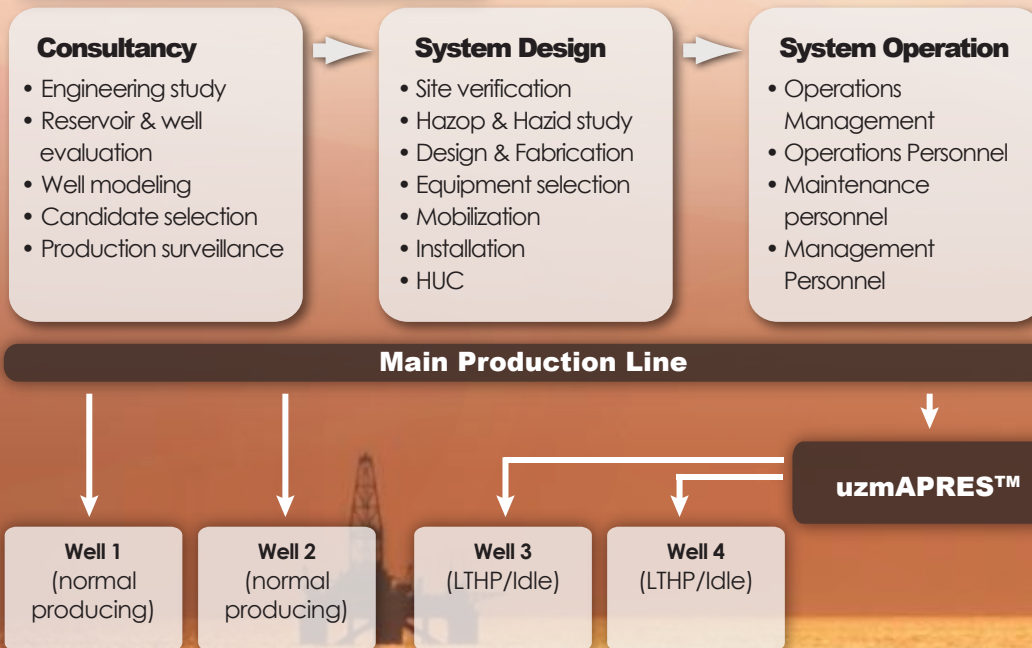 Consultancy
• Engineering study
• Reservoir & well
evaluation
• Well modeling
• Candidate selection
• Production surveillance
System Design
• Site verification
• Hazop & Hazid study
• Design & Fabrication
• Equipment selection
• Mobilization
• Installation
• HUC
System Operation
• Operations
Management
• Operations Personnel
• Maintenance
personnel
• Management
Personnel
Main Production Line
uzmAPRES™
Well 1
(normal
producing)
Well 2
(normal
producing)
Well 3
(LTHP/Idle)
Well 4
(LTHP/Idle)